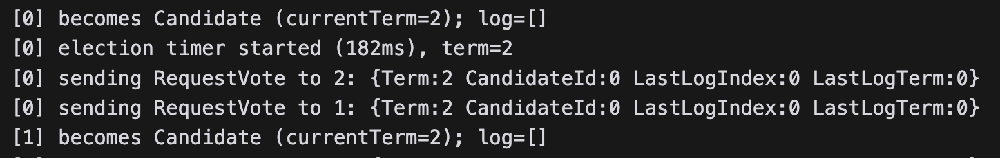 [0] becomes Candidate (currentTerm=2); log=[]
[0] election timer started (182ms), term=2
[0] sending RequestVote to 2: {Term:2 CandidateId:0 LastLogIndex:0 LastLogTerm:0}
[0] sending RequestVote to 1: {Term:2 CandidateId:0 LastLogIndex:0 LastLogTerm:0}
[1] becomes Candidate (currentTerm=2); log=[]